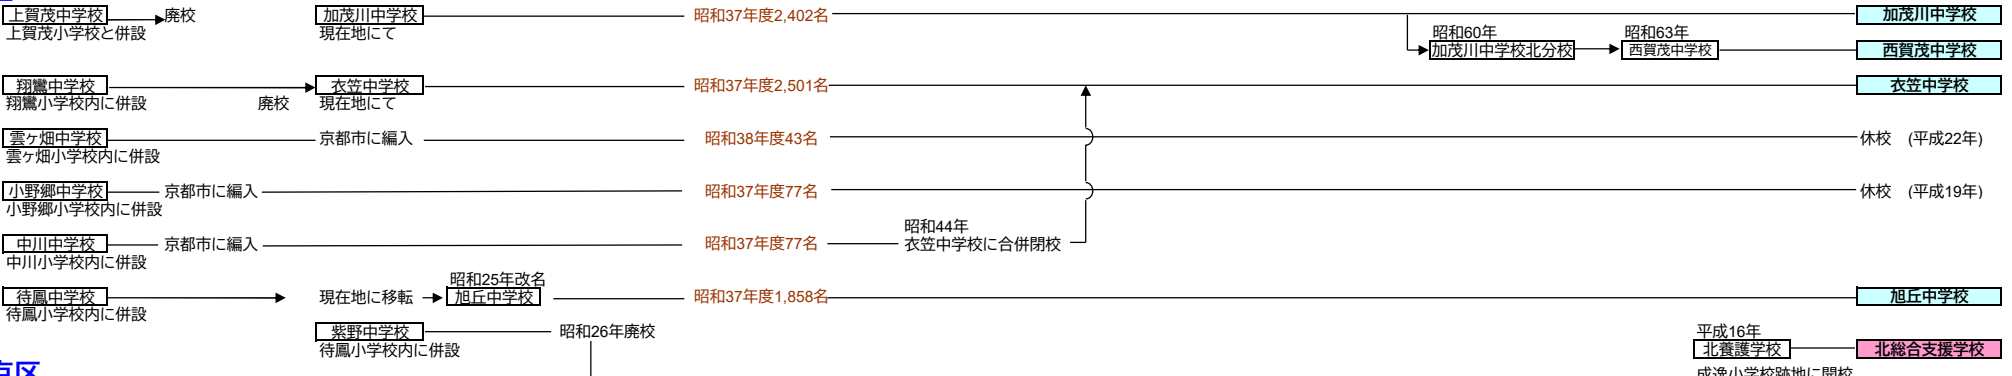 上賀茂中学校 廃校 加茂川中学校 昭和37年度2,402名 加茂川中学校
上賀茂小学校と併設 現在地にて 昭和60年 昭和63年
加茂川中学校北分校 西賀茂中学校 西賀茂中学校
翔鸞中学校 衣笠中学校 昭和37年度2,501名 衣笠中学校
翔鸞小学校内に併設 廃校 現在地にて
雲ヶ畑中学校 京都市に編入 昭和38年度43名 休校 (平成22年)
雲ヶ畑小学校内に併設
小野郷中学校 京都市に編入 昭和37年度77名 休校 (平成19年)
小野郷小学校内に併設
昭和44年
中川中学校 京都市に編入 昭和37年度77名 衣笠中学校に合併閉校
中川小学校内に併設
昭和25年改名
待鳳中学校 現在地に移転 旭丘中学校 昭和37年度1,858名 旭丘中学校
待鳳小学校内に併設
紫野中学校 昭和26年廃校 平成16年
待鳳小学校内に併設 北養護学校 北総合支援学校
京区 成逸小学校跡地に開校